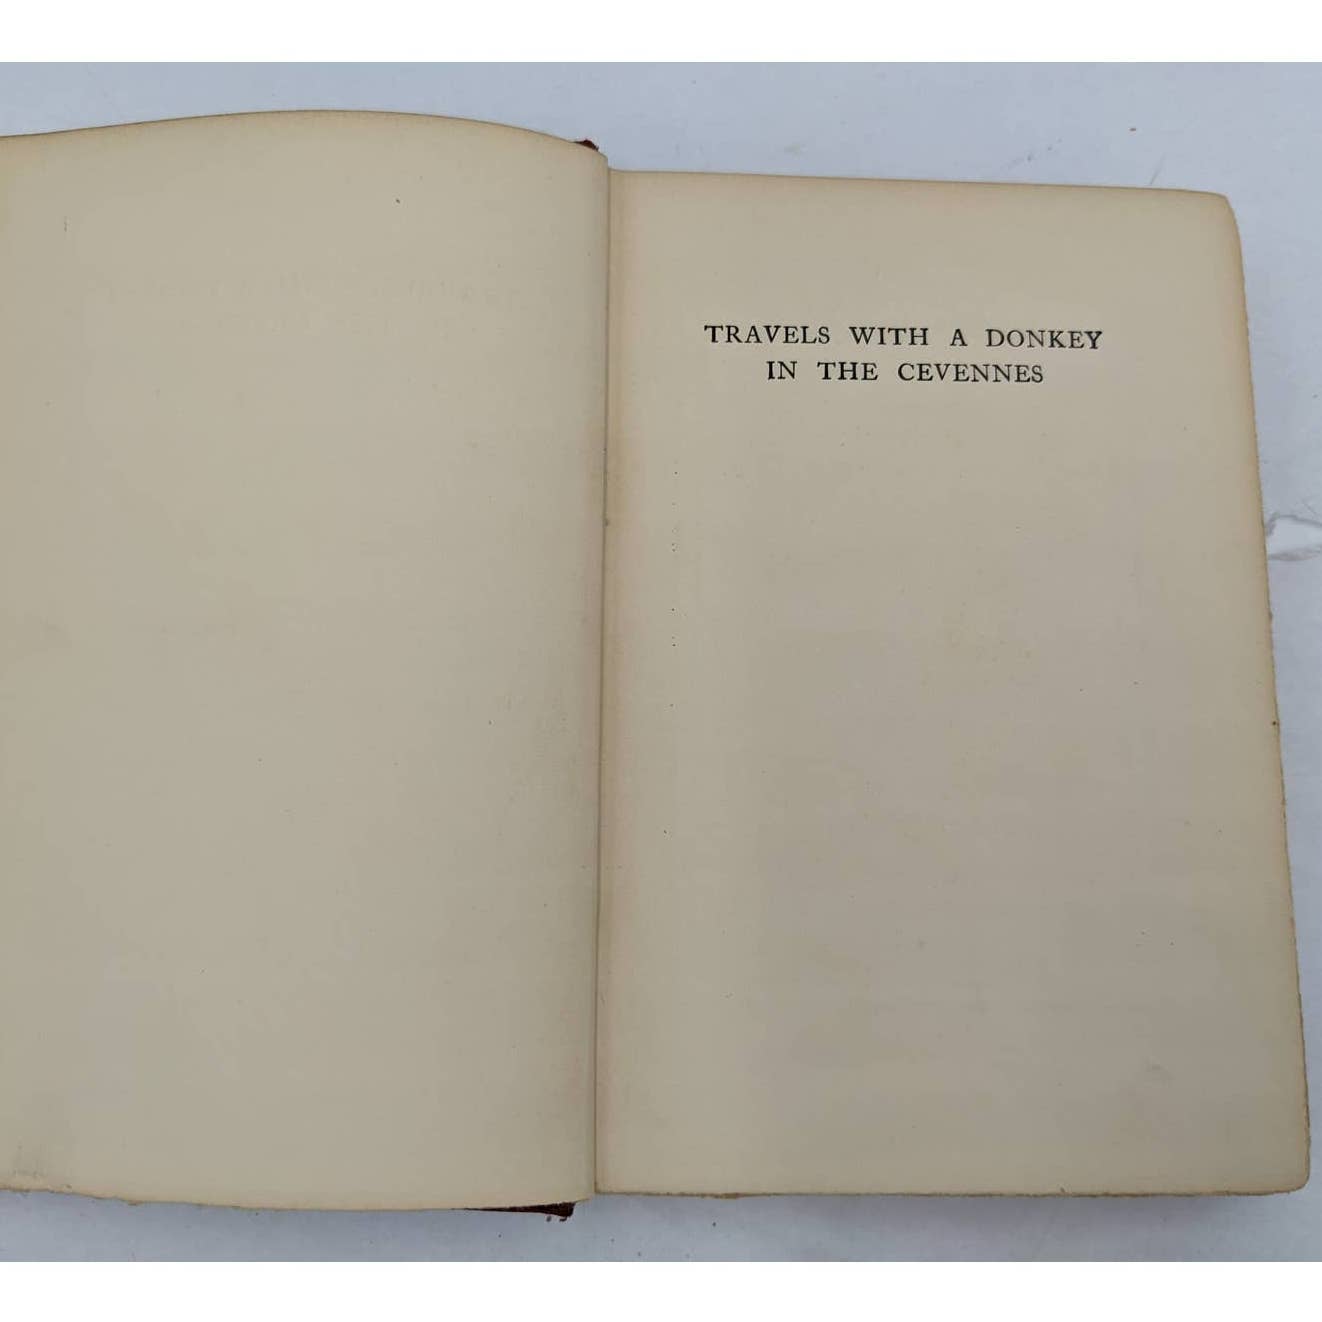 TRAVELS WITH A DONKEY
IN THE CEVENNES